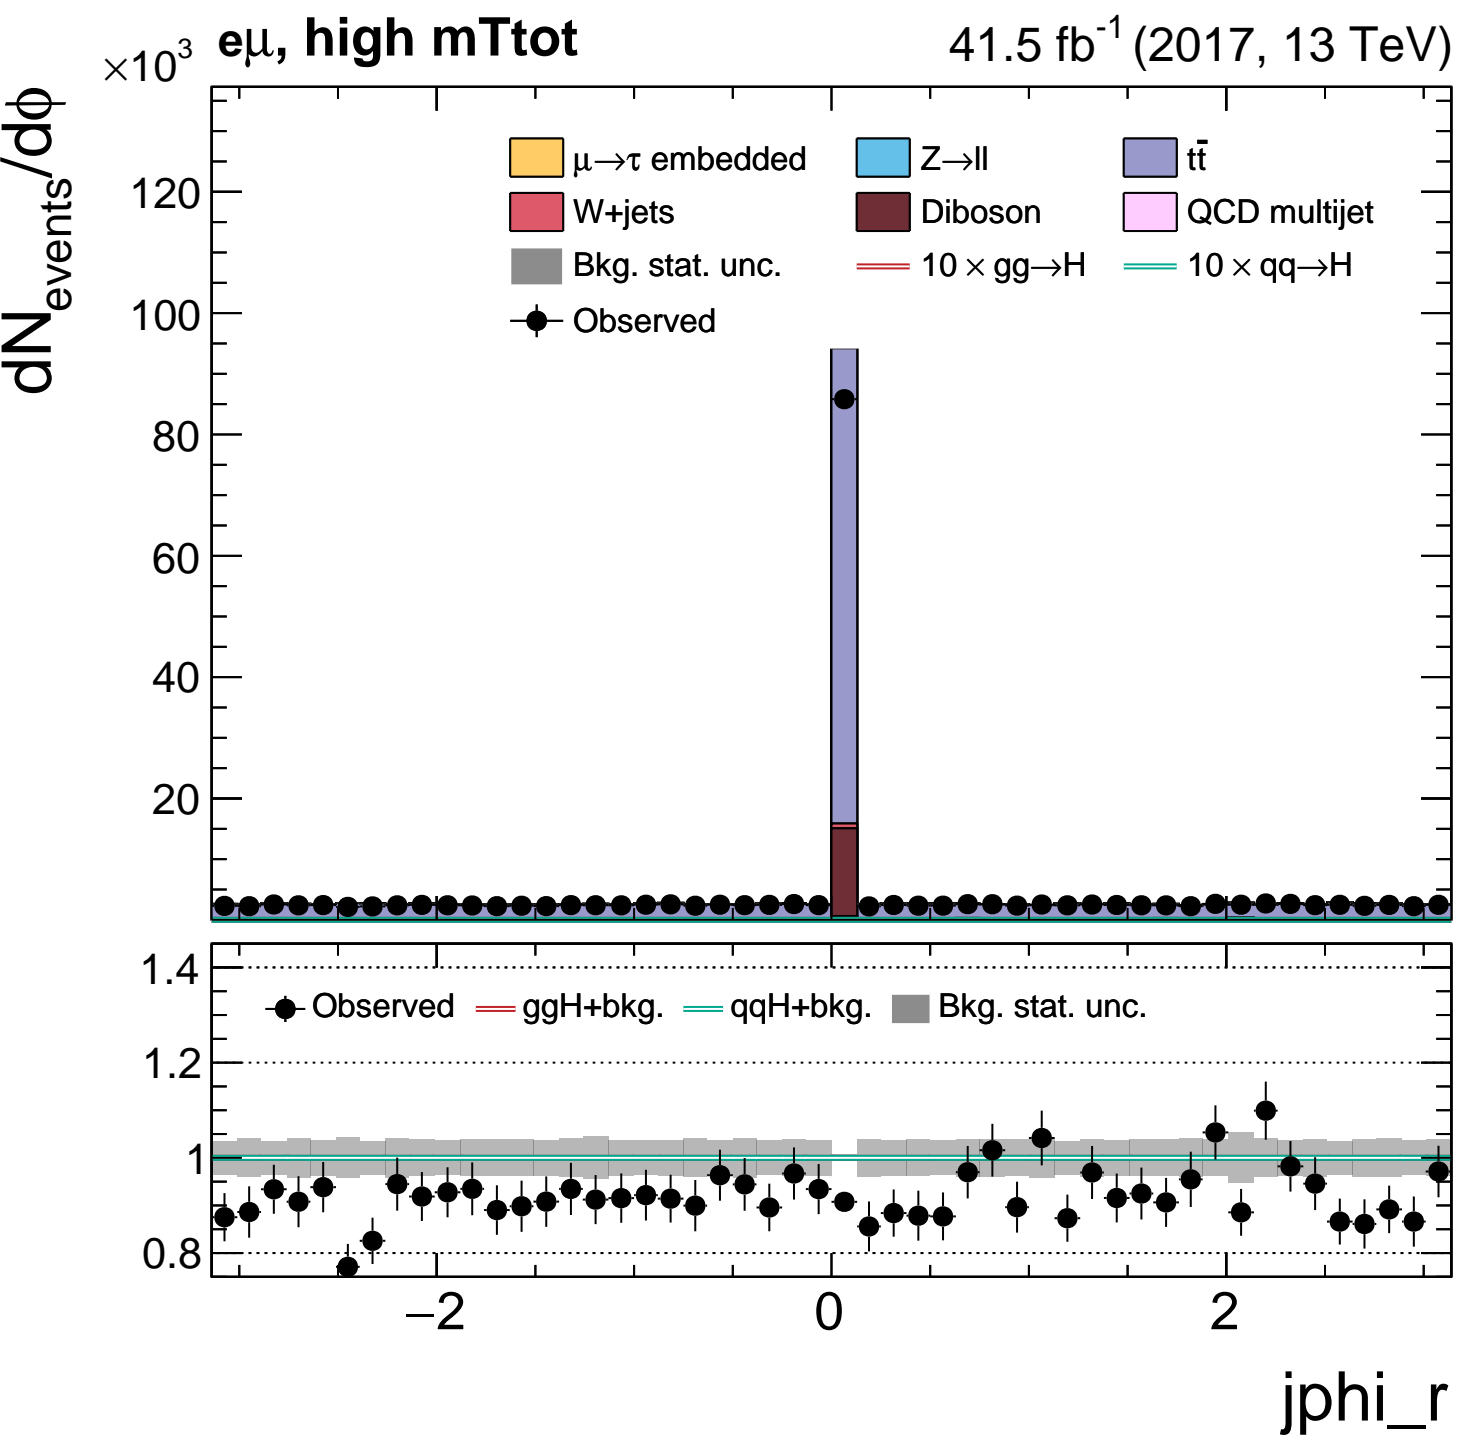 ×10³ eμ, high mTtot 41.5 fb⁻¹ (2017, 13 TeV)
dN_events/dϕ
μ→τ embedded Z→ll tt̄
W+jets Diboson QCD multijet
Bkg. stat. unc. 10 × gg→H 10 × qq→H
Observed
120
100
80
60
40
20
1.4
Observed ggH+bkg. qqH+bkg. Bkg. stat. unc.
1.2
1
0.8
−2 0 2
jphi_r